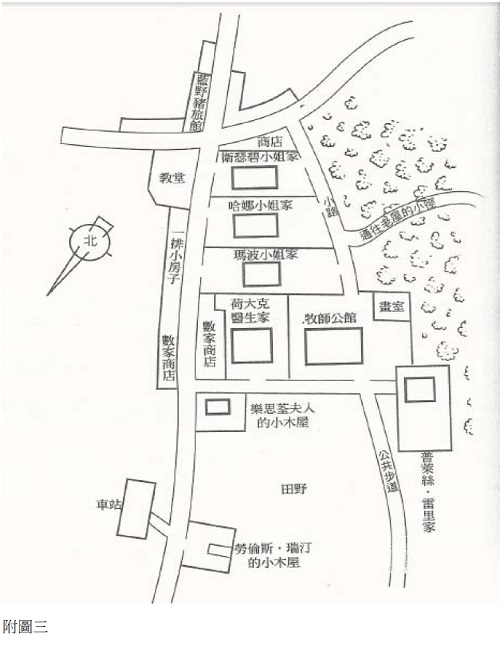 藍野豬旅館
商店
衛瑟碧小姐家
教堂
哈娜小姐家
小路
通往老屋的小徑
北
一排小房子
瑪波小姐家
荷大克
醫生家
牧師公館
畫室
數家商店
數家商店
樂思荃夫人
的小木屋
公共步道
普萊絲·雷里家
田野
車站
勞倫斯·瑞汀
的小木屋
附圖三